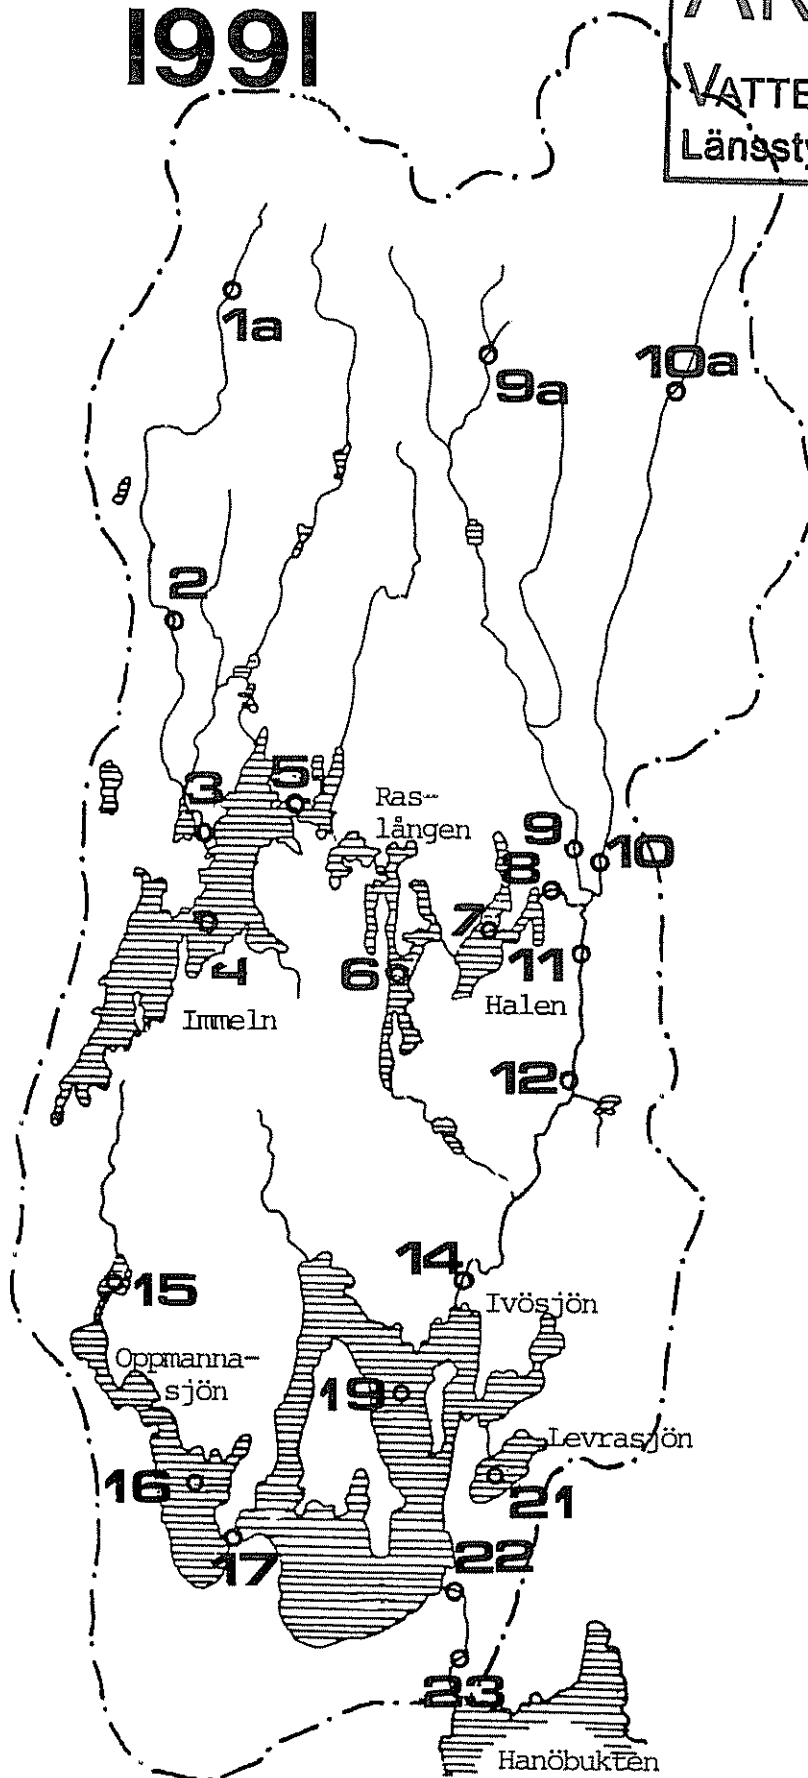 1991
VATTE
Länssty
1a
9a
10a
2
3
5
Ras-
lången
9
10
8
7
4
6
11
Halen
Immeln
12
14
15
Ivösjön
Oppmanna-
sjön
19
Levrasjön
16
21
17
22
23
Hanöbukten